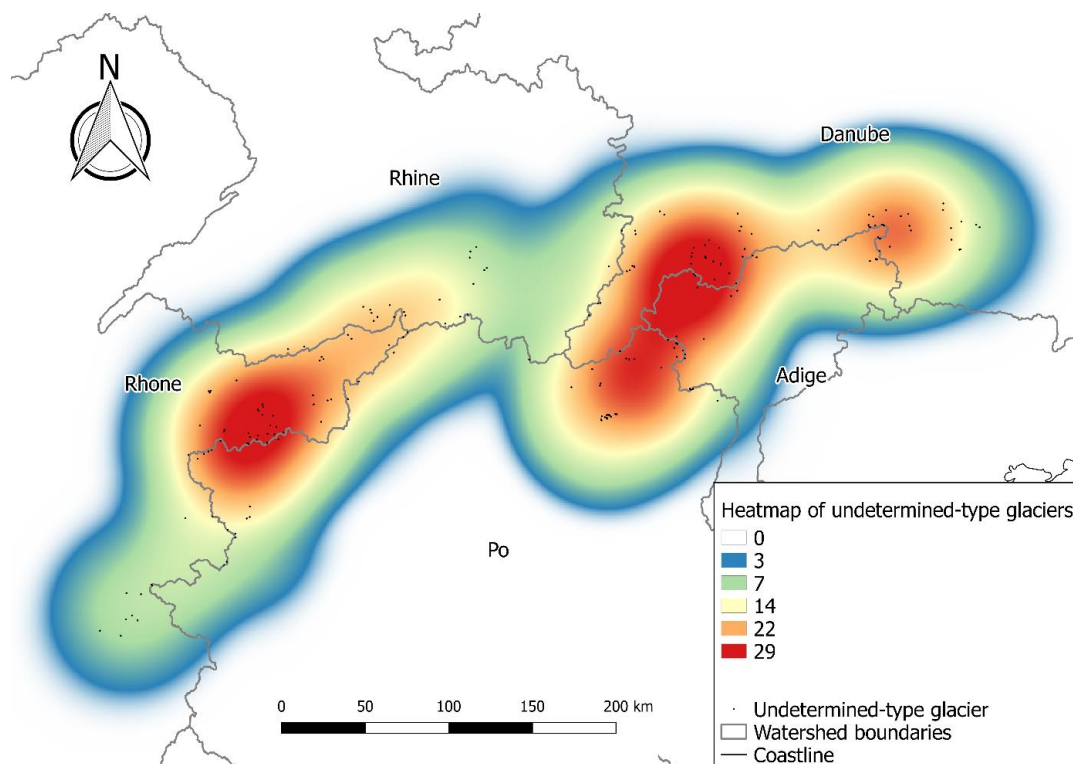 N
Danube
Rhine
Rhone
Adige
Po
Heatmap of undetermined-type glaciers
0
3
7
14
22
29
Undetermined-type glacier
Watershed boundaries
Coastline
0 50 100 150 200 km